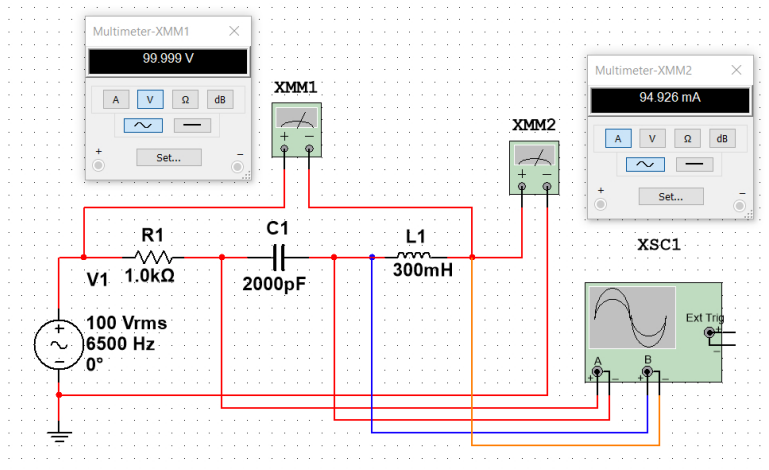 Multimeter-XMM1
99.999 V
A V Ω dB
+ −
Set...
XMM1
+ −
XMM2
+ −
Multimeter-XMM2
94.926 mA
A V Ω dB
+ −
Set...
XSC1
Ext Trig
+
−
A B
+ − + −
R1
1.0kΩ
C1
2000pF
L1
300mH
V1
100 Vrms
6500 Hz
0°
+
−